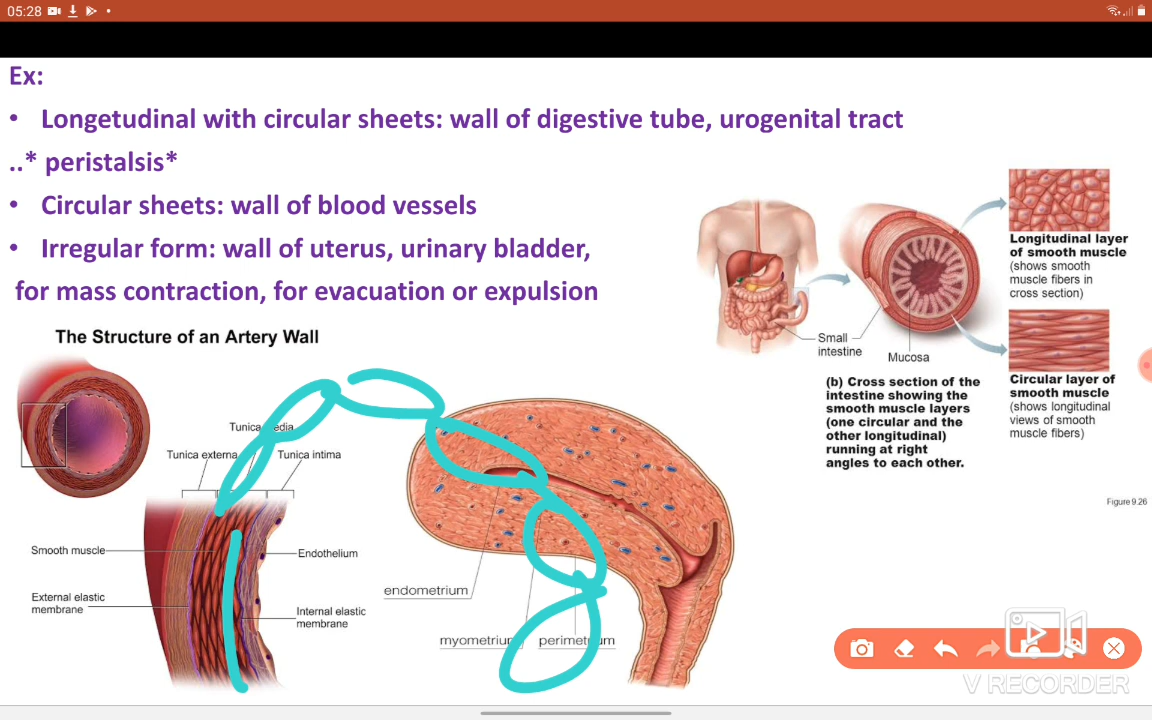 05:28
Ex:
• Longetudinal with circular sheets: wall of digestive tube, urogenital tract
..* peristalsis*
• Circular sheets: wall of blood vessels
• Irregular form: wall of uterus, urinary bladder,
for mass contraction, for evacuation or expulsion
The Structure of an Artery Wall
Tunica media
Tunica externa
Tunica intima
Smooth muscle
Endothelium
External elastic
membrane
Internal elastic
membrane
endometrium
myometrium
perimetrium
Small
intestine
Mucosa
Longitudinal layer
of smooth muscle
(shows smooth
muscle fibers in
cross section)
Circular layer of
smooth muscle
(shows longitudinal
views of smooth
muscle fibers)
(b) Cross section of the
intestine showing the
smooth muscle layers
(one circular and the
other longitudinal)
running at right
angles to each other.
Figure 9.26
V RECORDER